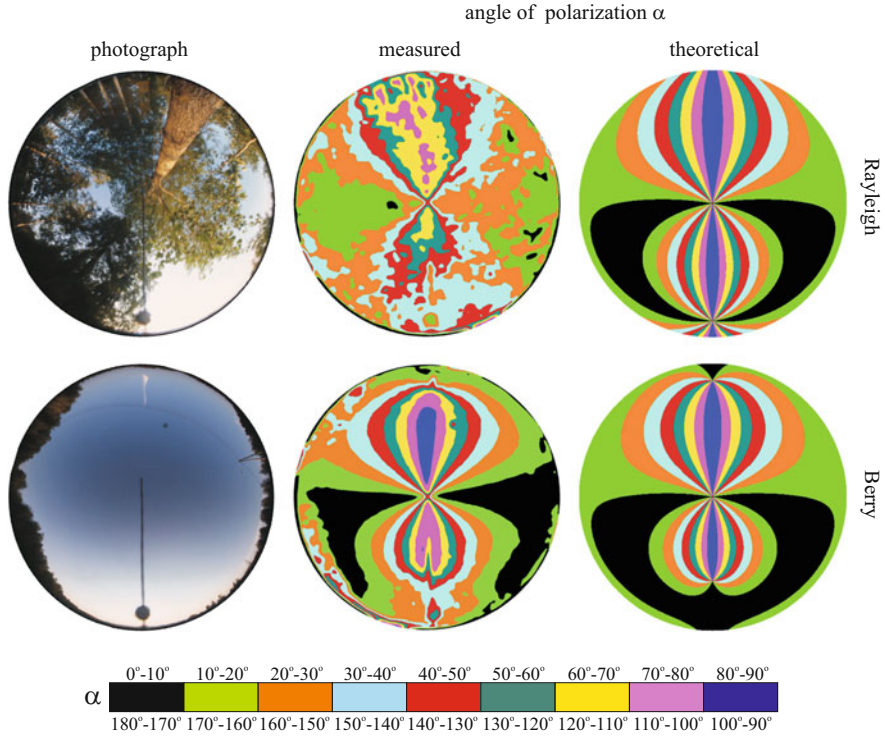 angle of polarization α
photograph measured theoretical
Rayleigh
Berry
0°-10° 10°-20° 20°-30° 30°-40° 40°-50° 50°-60° 60°-70° 70°-80° 80°-90°
α
180°-170° 170°-160° 160°-150° 150°-140° 140°-130° 130°-120° 120°-110° 110°-100° 100°-90°